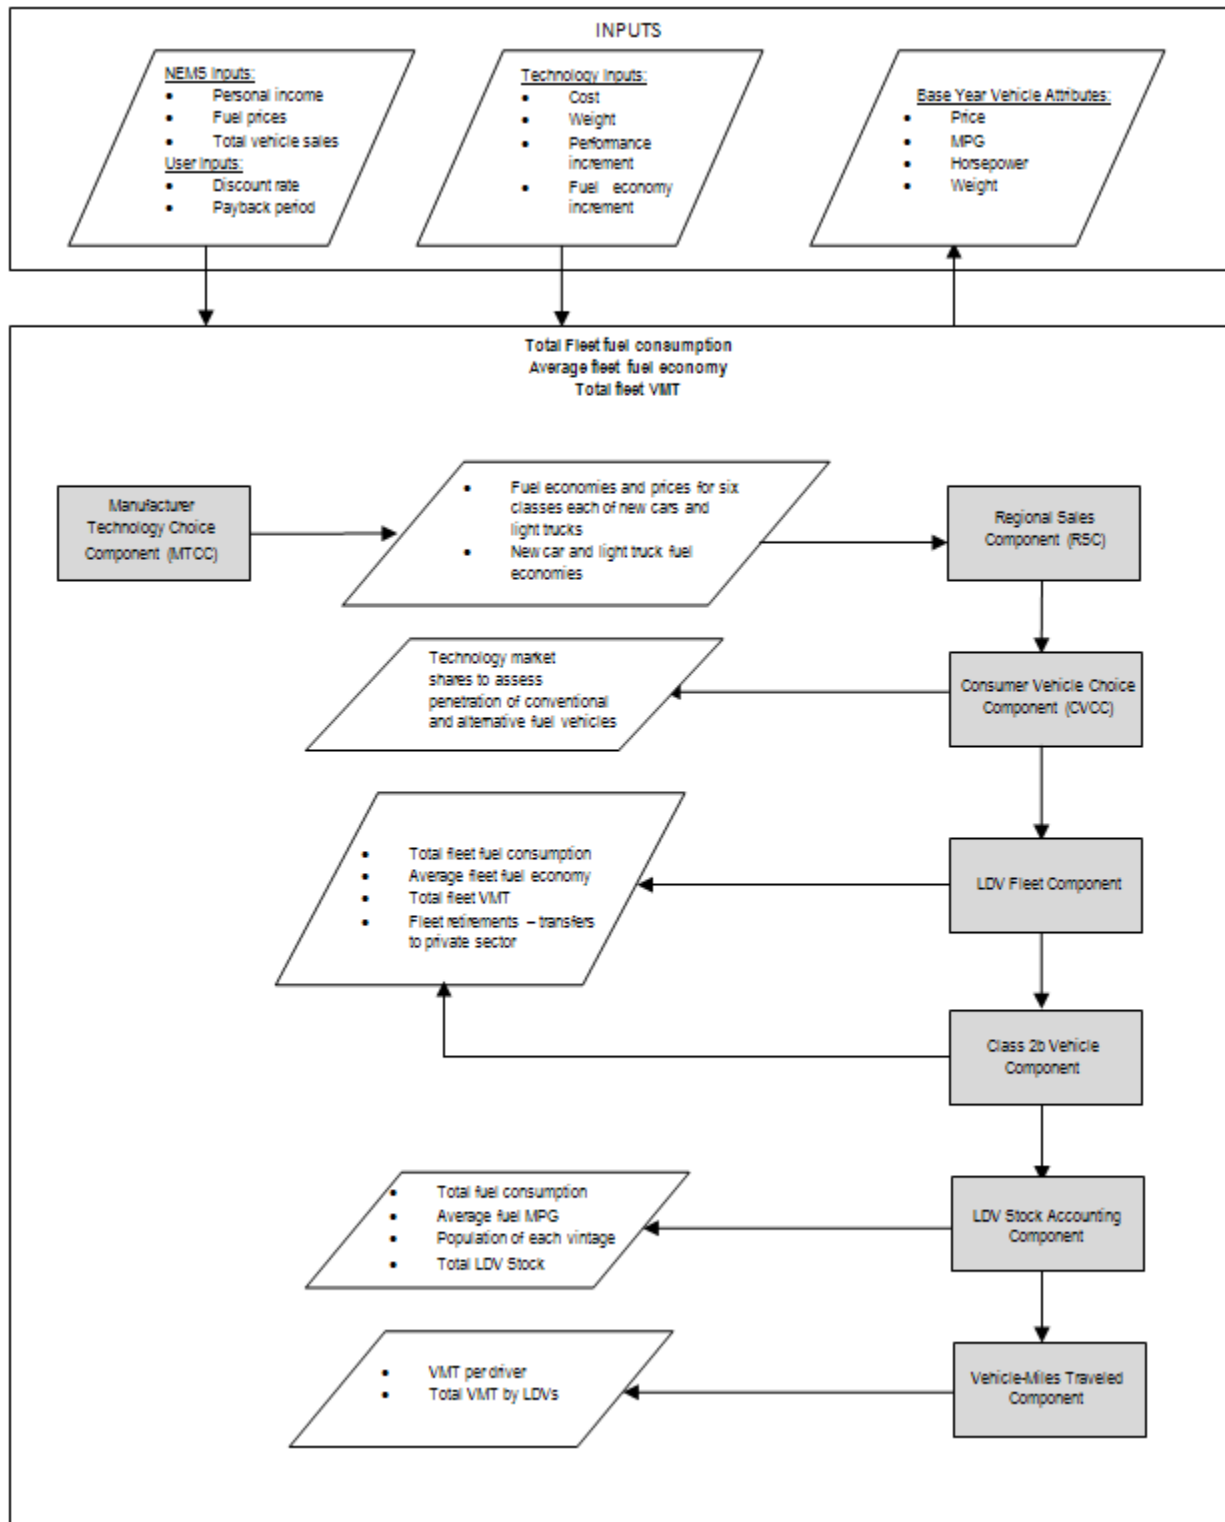 INPUTS
NEMS Inputs:
• Personal income
• Fuel prices
• Total vehicle sales
User Inputs:
• Discount rate
• Payback period
Technology Inputs:
• Cost
• Weight
• Performance
increment
• Fuel economy
increment
Base Year Vehicle Attributes:
• Price
• MPG
• Horsepower
• Weight
Total Fleet fuel consumption
Average fleet fuel economy
Total fleet VMT
Manufacturer
Technology Choice
Component (MTCC)
• Fuel economies and prices for six
classes each of new cars and
light trucks
• New car and light truck fuel
economies
Regional Sales
Component (RSC)
Technology market
shares to assess
penetration of conventional
and alternative fuel vehicles
Consumer Vehicle Choice
Component (CVCC)
• Total fleet fuel consumption
• Average fleet fuel economy
• Total fleet VMT
• Fleet retirements – transfers
to private sector
LDV Fleet Component
Class 2b Vehicle
Component
• Total fuel consumption
• Average fuel MPG
• Population of each vintage
• Total LDV Stock
LDV Stock Accounting
Component
• VMT per driver
• Total VMT by LDVs
Vehicle-Miles Traveled
Component